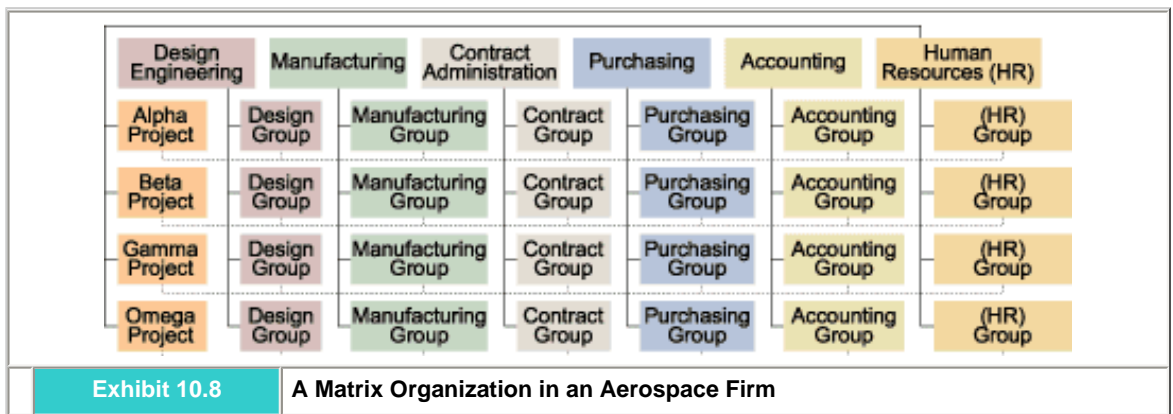 Design
Engineering
Manufacturing
Contract
Administration
Purchasing
Accounting
Human
Resources (HR)
Alpha
Project
Design
Group
Manufacturing
Group
Contract
Group
Purchasing
Group
Accounting
Group
(HR)
Group
Beta
Project
Design
Group
Manufacturing
Group
Contract
Group
Purchasing
Group
Accounting
Group
(HR)
Group
Gamma
Project
Design
Group
Manufacturing
Group
Contract
Group
Purchasing
Group
Accounting
Group
(HR)
Group
Omega
Project
Design
Group
Manufacturing
Group
Contract
Group
Purchasing
Group
Accounting
Group
(HR)
Group
Exhibit 10.8
A Matrix Organization in an Aerospace Firm